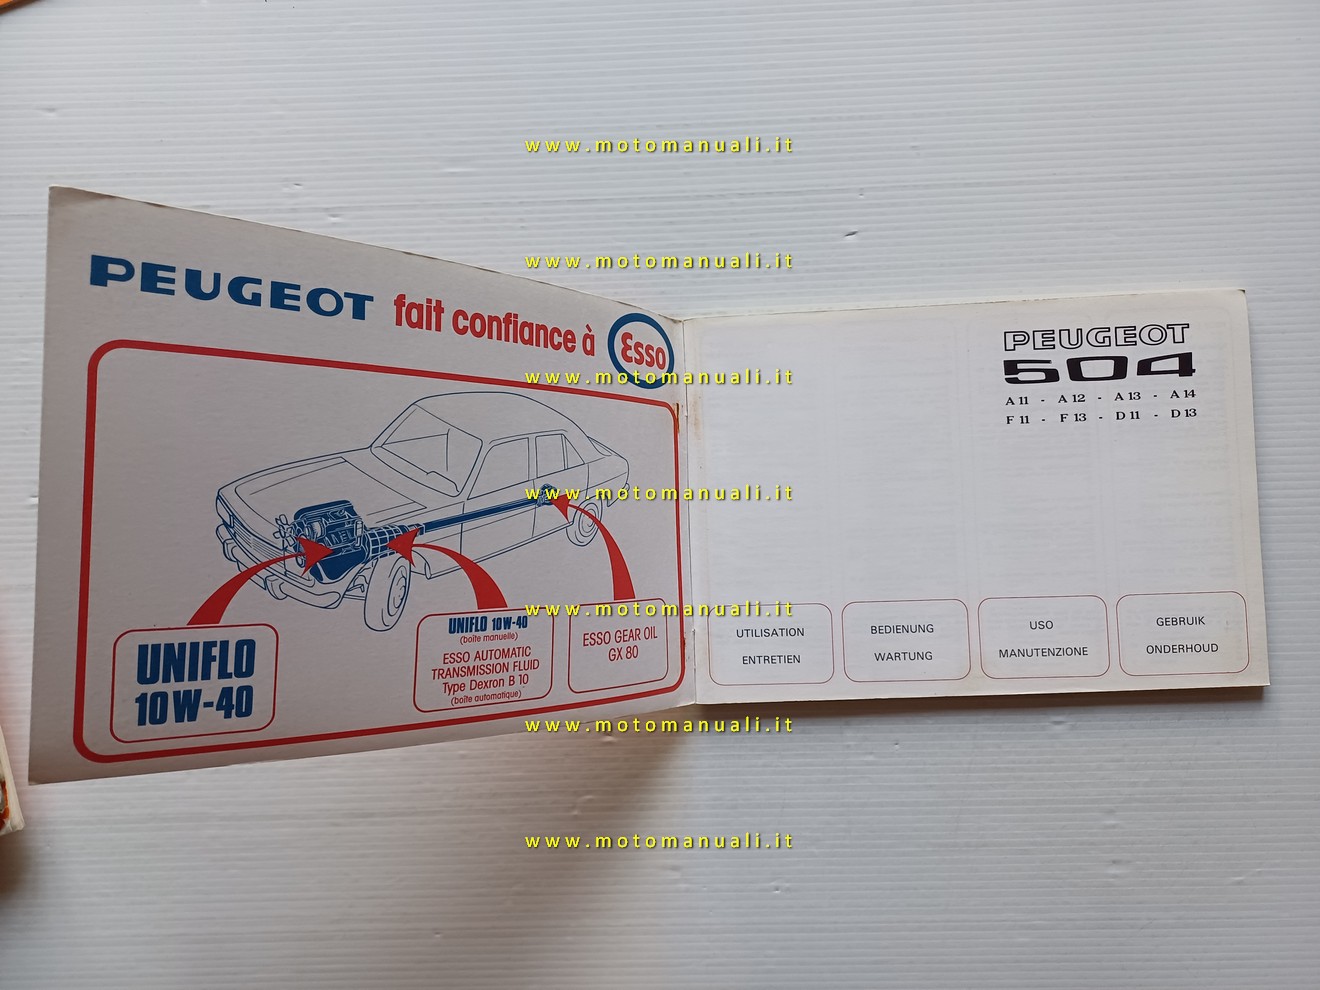 www.motomanuali.it
www.motomanuali.it
PEUGEOT fait confiance à Esso
UNIFLO
10W-40
UNIFLO 10W-40
(boîte manuelle)
ESSO AUTOMATIC
TRANSMISSION FLUID
Type Dexron B 10
(boîte automatique)
ESSO GEAR OIL
GX 80
PEUGEOT
504
A 11 - A 12 - A 13 - A 14
F 11 - F 13 - D 11 - D 13
www.motomanuali.it
www.motomanuali.it
www.motomanuali.it
UTILISATION
ENTRETIEN
BEDIENUNG
WARTUNG
USO
MANUTENZIONE
GEBRUIK
ONDERHOUD
www.motomanuali.it
www.motomanuali.it